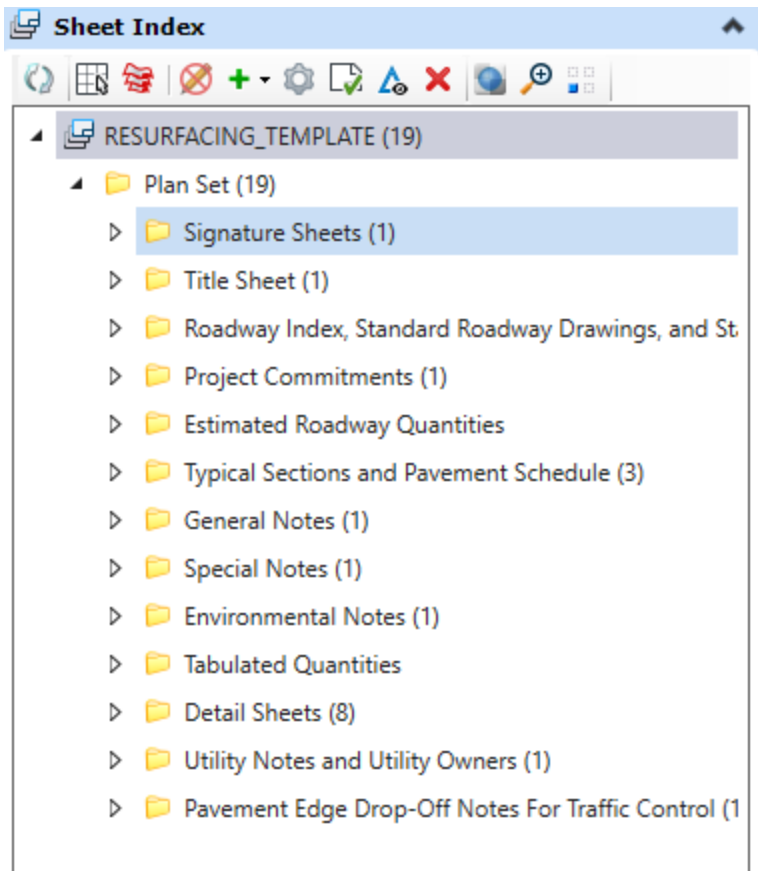 Sheet Index
RESURFACING_TEMPLATE (19)
Plan Set (19)
Signature Sheets (1)
Title Sheet (1)
Roadway Index, Standard Roadway Drawings, and
Project Commitments (1)
Estimated Roadway Quantities
Typical Sections and Pavement Schedule (3)
General Notes (1)
Special Notes (1)
Environmental Notes (1)
Tabulated Quantities
Detail Sheets (8)
Utility Notes and Utility Owners (1)
Pavement Edge Drop-Off Notes For Traffic Control (1